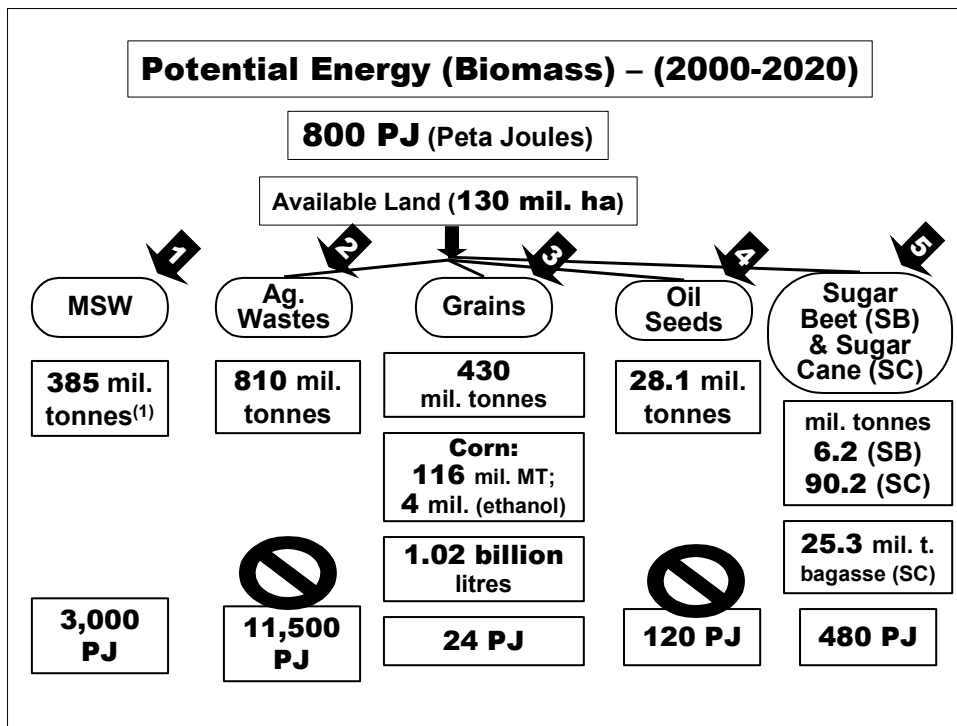 Potential Energy (Biomass) – (2000-2020)
800 PJ (Peta Joules)
Available Land (130 mil. ha)
1
2
3
4
5
MSW
Ag.
Wastes
Grains
Oil
Seeds
Sugar
Beet (SB)
& Sugar
Cane (SC)
385 mil.
tonnes(1)
810 mil.
tonnes
430
mil. tonnes
28.1 mil.
tonnes
mil. tonnes
6.2 (SB)
90.2 (SC)
Corn:
116 mil. MT;
4 mil. (ethanol)
1.02 billion
litres
25.3 mil. t.
bagasse (SC)
3,000
PJ
11,500
PJ
24 PJ
120 PJ
480 PJ